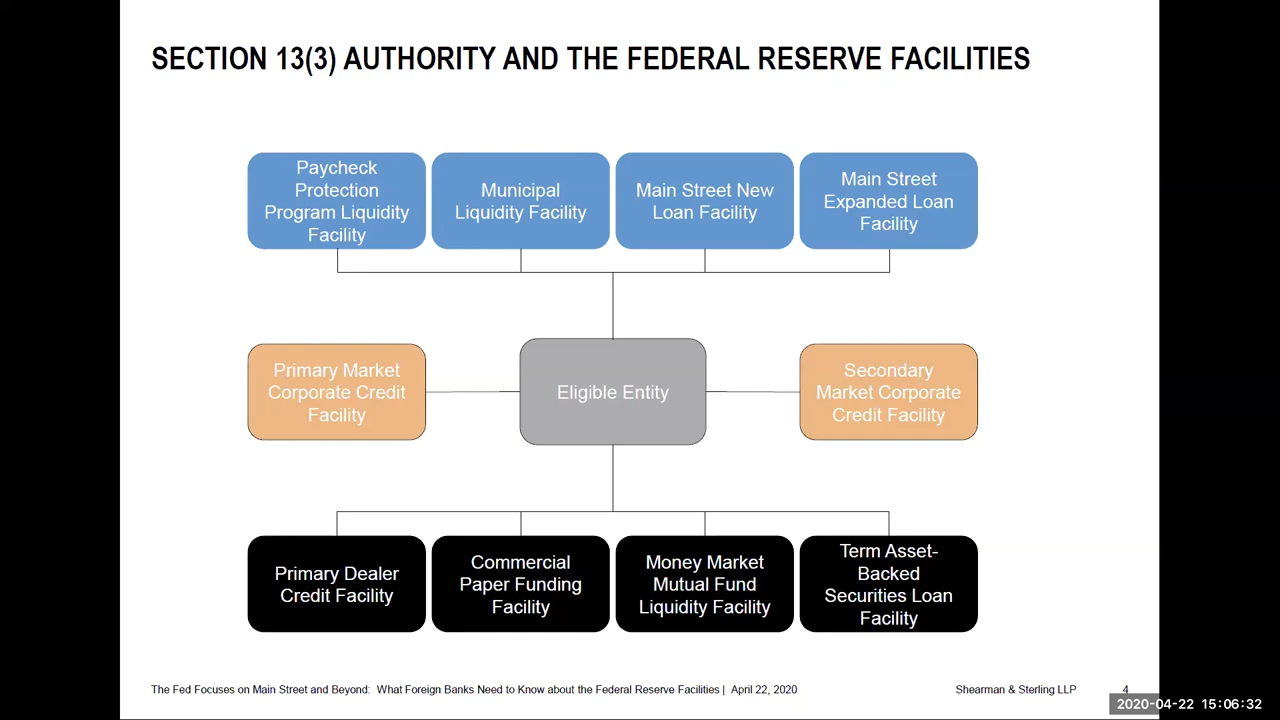 SECTION 13(3) AUTHORITY AND THE FEDERAL RESERVE FACILITIES
Paycheck
Protection
Program Liquidity
Facility
Municipal
Liquidity Facility
Main Street New
Loan Facility
Main Street
Expanded Loan
Facility
Primary Market
Corporate Credit
Facility
Eligible Entity
Secondary
Market Corporate
Credit Facility
Primary Dealer
Credit Facility
Commercial
Paper Funding
Facility
Money Market
Mutual Fund
Liquidity Facility
Term Asset-
Backed
Securities Loan
Facility
The Fed Focuses on Main Street and Beyond: What Foreign Banks Need to Know about the Federal Reserve Facilities | April 22, 2020
Shearman & Sterling LLP
4
2020-04-22 15:06:32